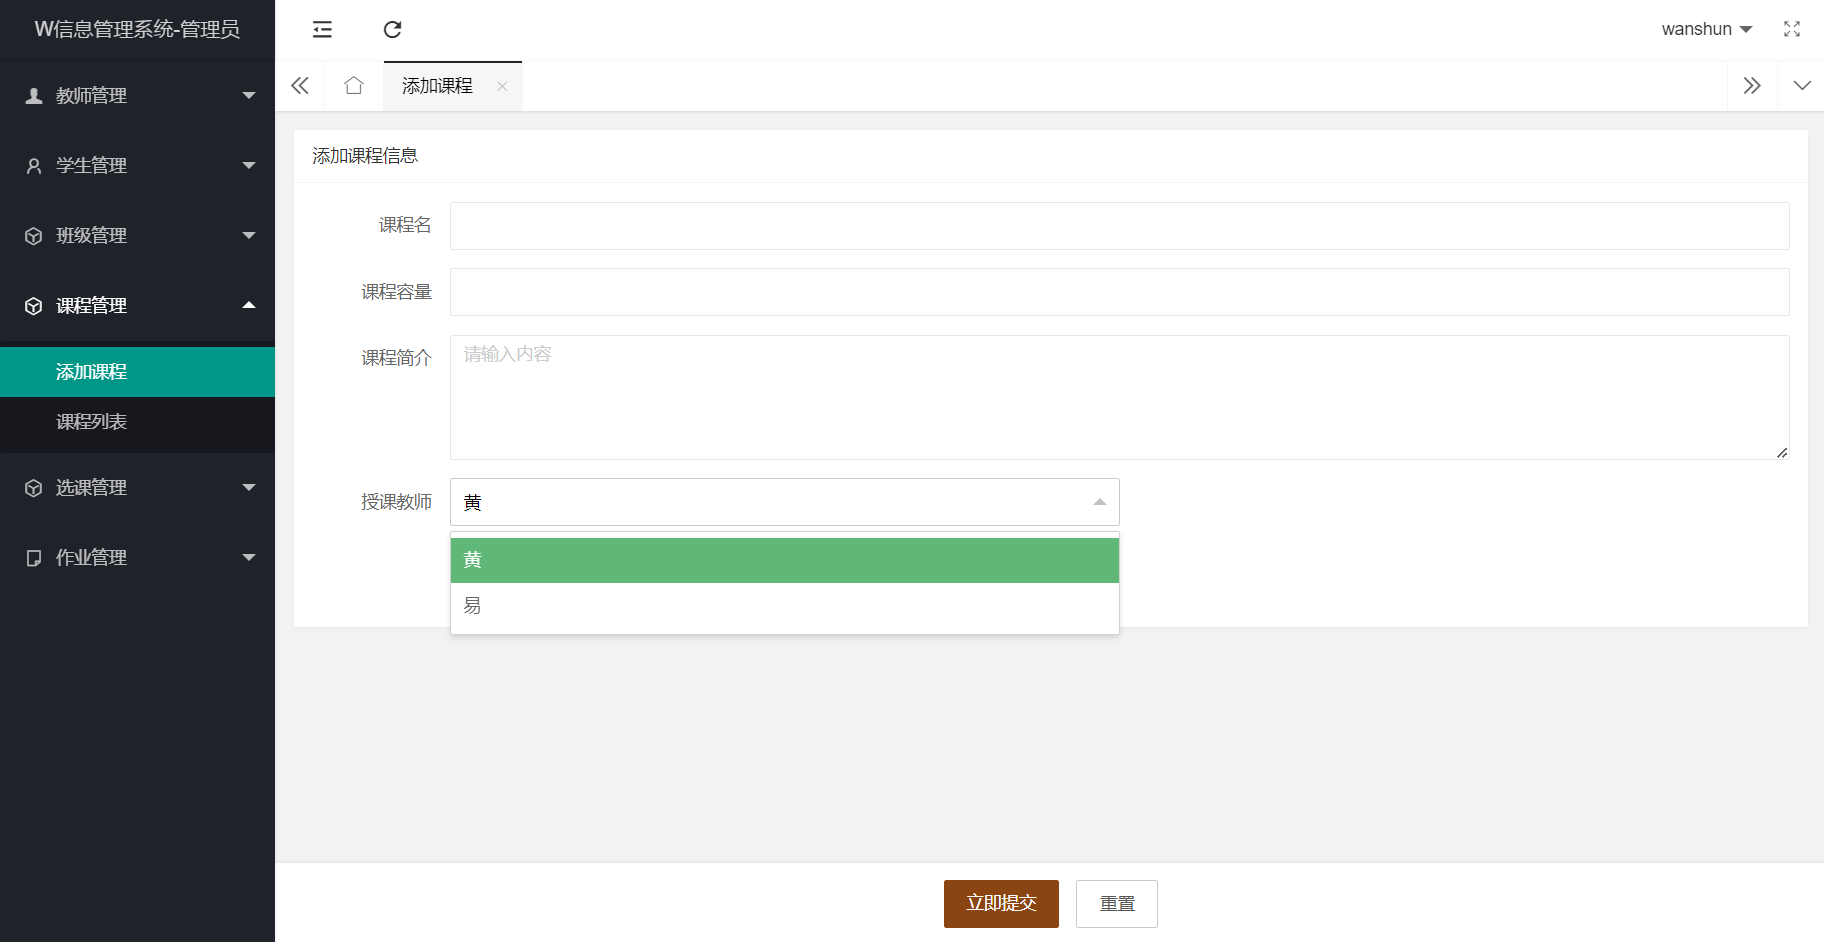 W信息管理系统-管理员
wanshun
教师管理
学生管理
班级管理
课程管理
添加课程
课程列表
选课管理
作业管理
添加课程
添加课程信息
课程名
课程容量
课程简介
请输入内容
授课教师
黄
黄
易
立即提交
重置